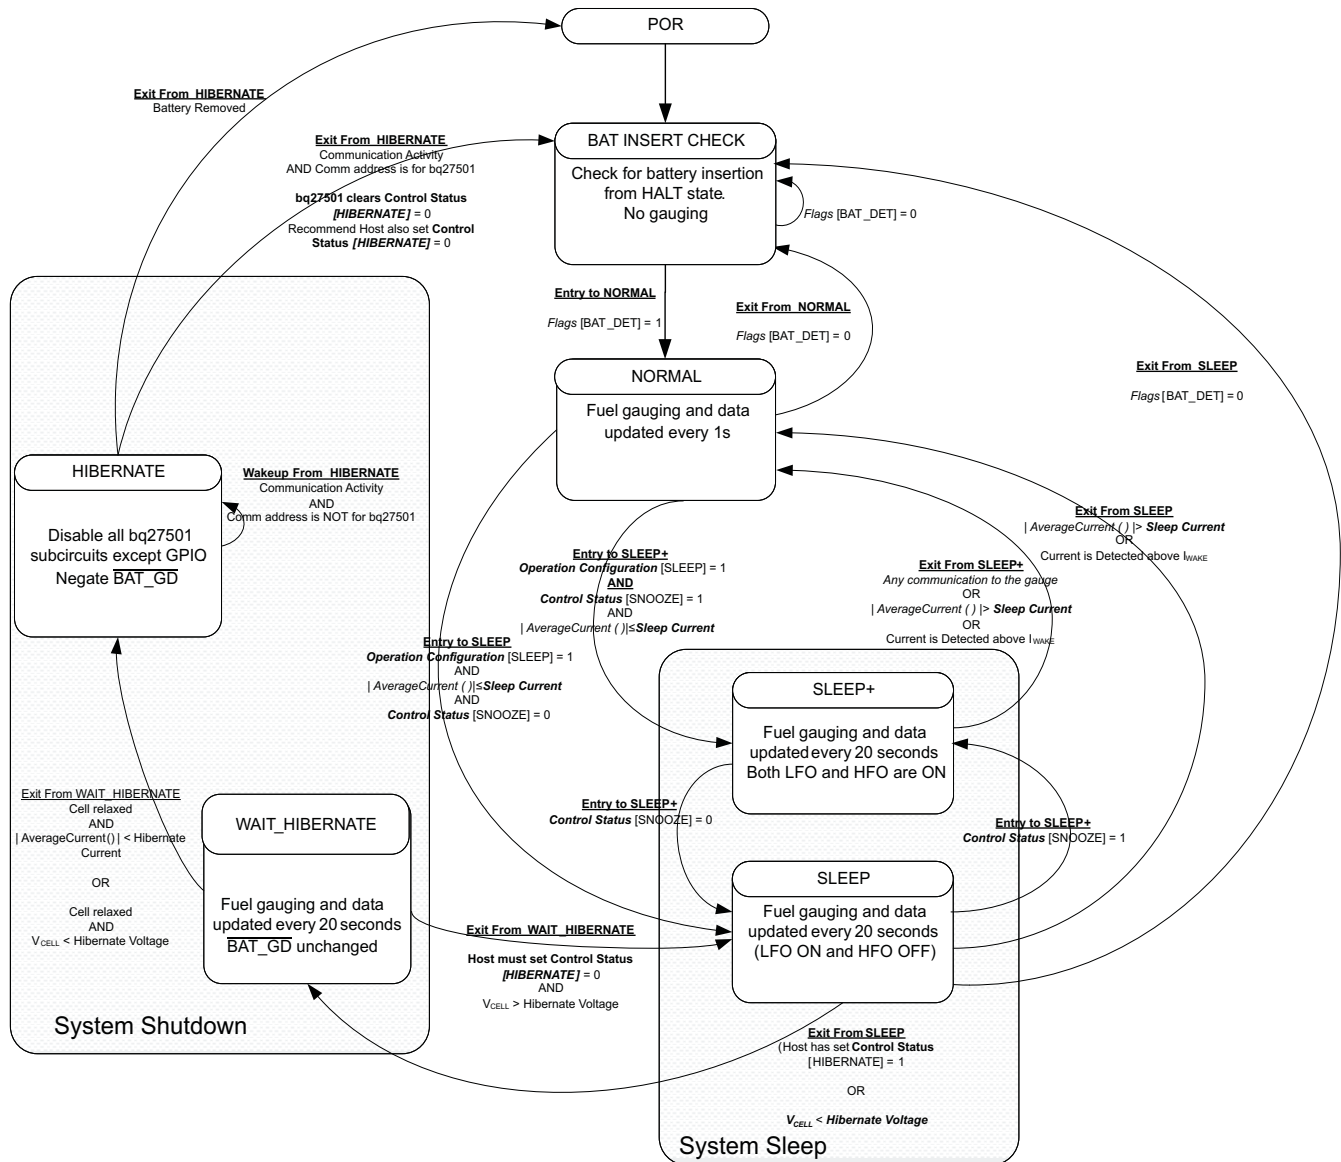 POR
Exit From HIBERNATE
Battery Removed
Exit From HIBERNATE
Communication Activity
AND Comm address is for bq27501
bq27501 clears Control Status
[HIBERNATE] = 0
Recommend Host also set Control
Status [HIBERNATE] = 0
BAT INSERT CHECK
Check for battery insertion
from HALT state.
No gauging
Flags [BAT_DET] = 0
Entry to NORMAL
Flags [BAT_DET] = 1
Exit From NORMAL
Flags [BAT_DET] = 0
Exit From SLEEP
Flags [BAT_DET] = 0
NORMAL
Fuel gauging and data
updated every 1s
HIBERNATE
Disable all bq27501
subcircuits except GPIO
Negate BAT_GD
Wakeup From HIBERNATE
Communication Activity
AND
Comm address is NOT for bq27501
Exit From SLEEP
| AverageCurrent ( ) |> Sleep Current
OR
Current is Detected above IWAKE
Entry to SLEEP+
Operation Configuration [SLEEP] = 1
AND
Control Status [SNOOZE] = 1
AND
| AverageCurrent ( )|≤Sleep Current
Exit From SLEEP+
Any communication to the gauge
OR
| AverageCurrent ( ) |> Sleep Current
OR
Current is Detected above IWAKE
Entry to SLEEP
Operation Configuration [SLEEP] = 1
AND
| AverageCurrent ( )|≤Sleep Current
AND
Control Status [SNOOZE] = 0
SLEEP+
Fuel gauging and data
updated every 20 seconds
Both LFO and HFO are ON
Entry to SLEEP+
Control Status [SNOOZE] = 0
Entry to SLEEP+
Control Status [SNOOZE] = 1
Exit From WAIT_HIBERNATE
Cell relaxed
AND
| AverageCurrent() | < Hibernate
Current
OR
Cell relaxed
AND
VCELL < Hibernate Voltage
WAIT_HIBERNATE
Fuel gauging and data
updated every 20 seconds
BAT_GD unchanged
SLEEP
Fuel gauging and data
updated every 20 seconds
(LFO ON and HFO OFF)
Exit From WAIT_HIBERNATE
Host must set Control Status
[HIBERNATE] = 0
AND
VCELL > Hibernate Voltage
System Shutdown
Exit From SLEEP
(Host has set Control Status
[HIBERNATE] = 1
OR
VCELL < Hibernate Voltage
System Sleep